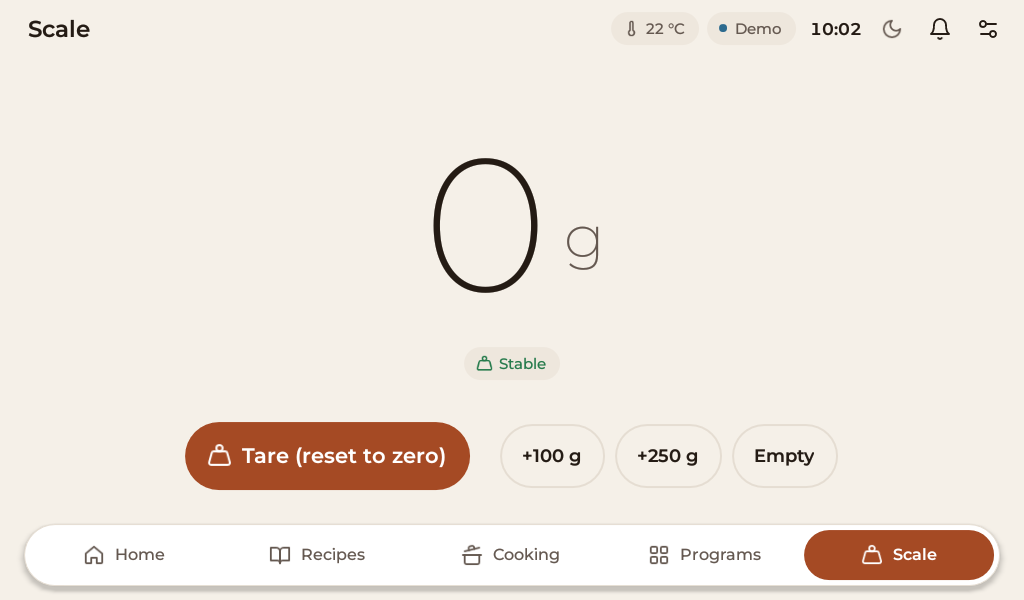 Scale
22 °C
Demo
10:02
0 g
Stable
Tare (reset to zero)
+100 g
+250 g
Empty
Home
Recipes
Cooking
Programs
Scale